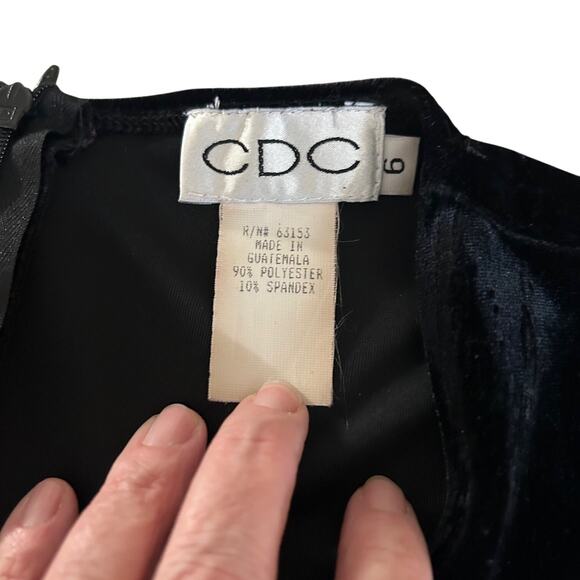 CDC
6
R/N# 63153
MADE IN
GUATEMALA
90% POLYESTER
10% SPANDEX